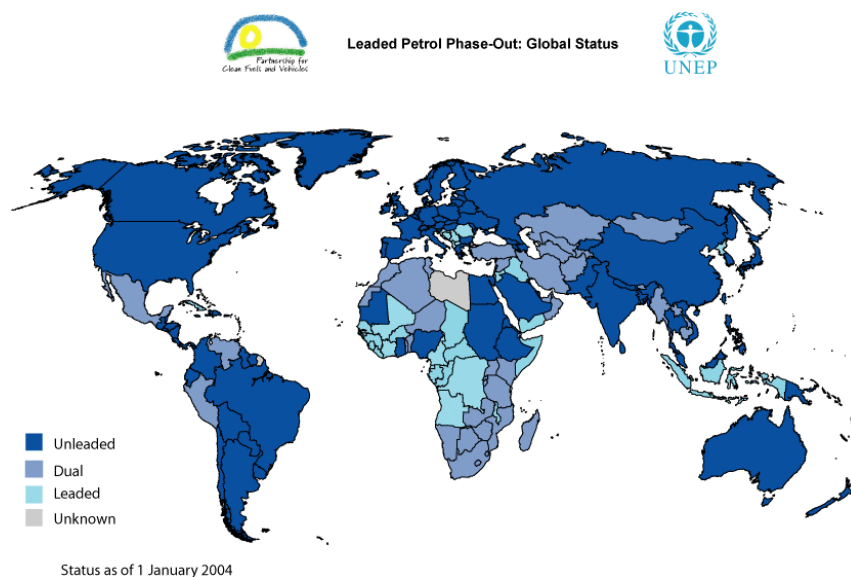 Leaded Petrol Phase-Out: Global Status
Partnership for
Clean Fuels and Vehicles
UNEP
Unleaded
Dual
Leaded
Unknown
Status as of 1 January 2004